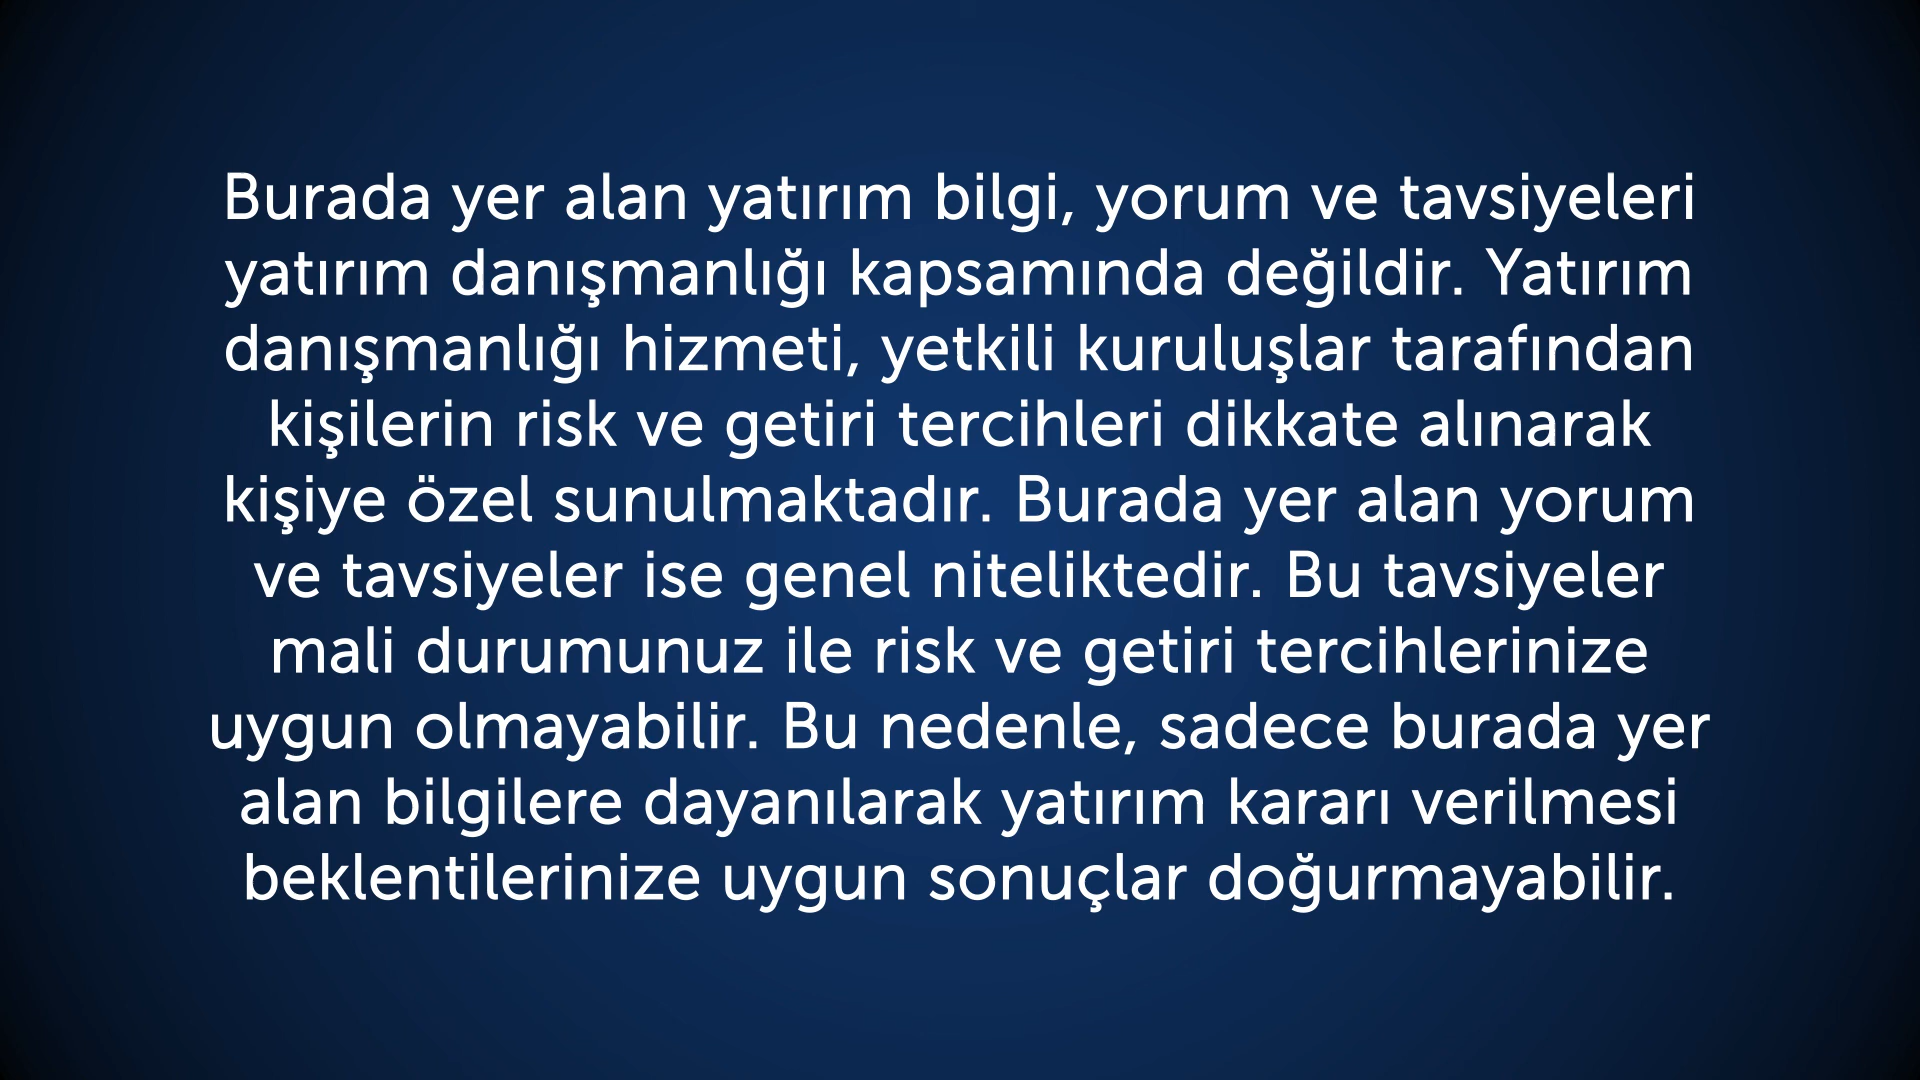 Burada yer alan yatırım bilgi, yorum ve tavsiyeleri
yatırım danışmanlığı kapsamında değildir. Yatırım
danışmanlığı hizmeti, yetkili kuruluşlar tarafından
kişilerin risk ve getiri tercihleri dikkate alınarak
kişiye özel sunulmaktadır. Burada yer alan yorum
ve tavsiyeler ise genel niteliktedir. Bu tavsiyeler
mali durumunuz ile risk ve getiri tercihlerinize
uygun olmayabilir. Bu nedenle, sadece burada yer
alan bilgilere dayanılarak yatırım kararı verilmesi
beklentilerinize uygun sonuçlar doğurmayabilir.